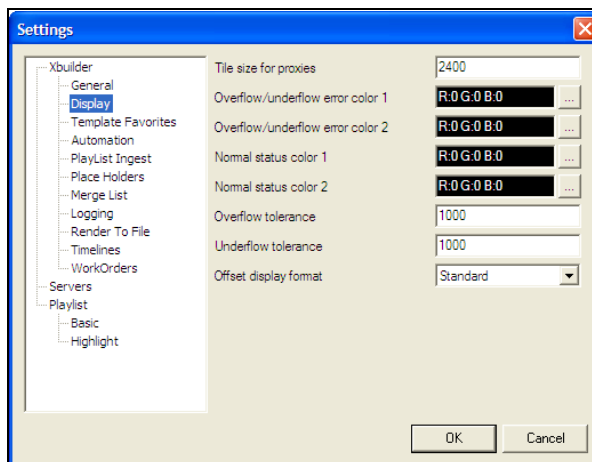 Settings
Xbuilder
General
Display
Template Favorites
Automation
PlayList Ingest
Place Holders
Merge List
Logging
Render To File
Timelines
WorkOrders
Servers
Playlist
Basic
Highlight
Tile size for proxies 2400
Overflow/underflow error color 1 R:0 G:0 B:0 ...
Overflow/underflow error color 2 R:0 G:0 B:0 ...
Normal status color 1 R:0 G:0 B:0 ...
Normal status color 2 R:0 G:0 B:0 ...
Overflow tolerance 1000
Underflow tolerance 1000
Offset display format Standard
OK Cancel